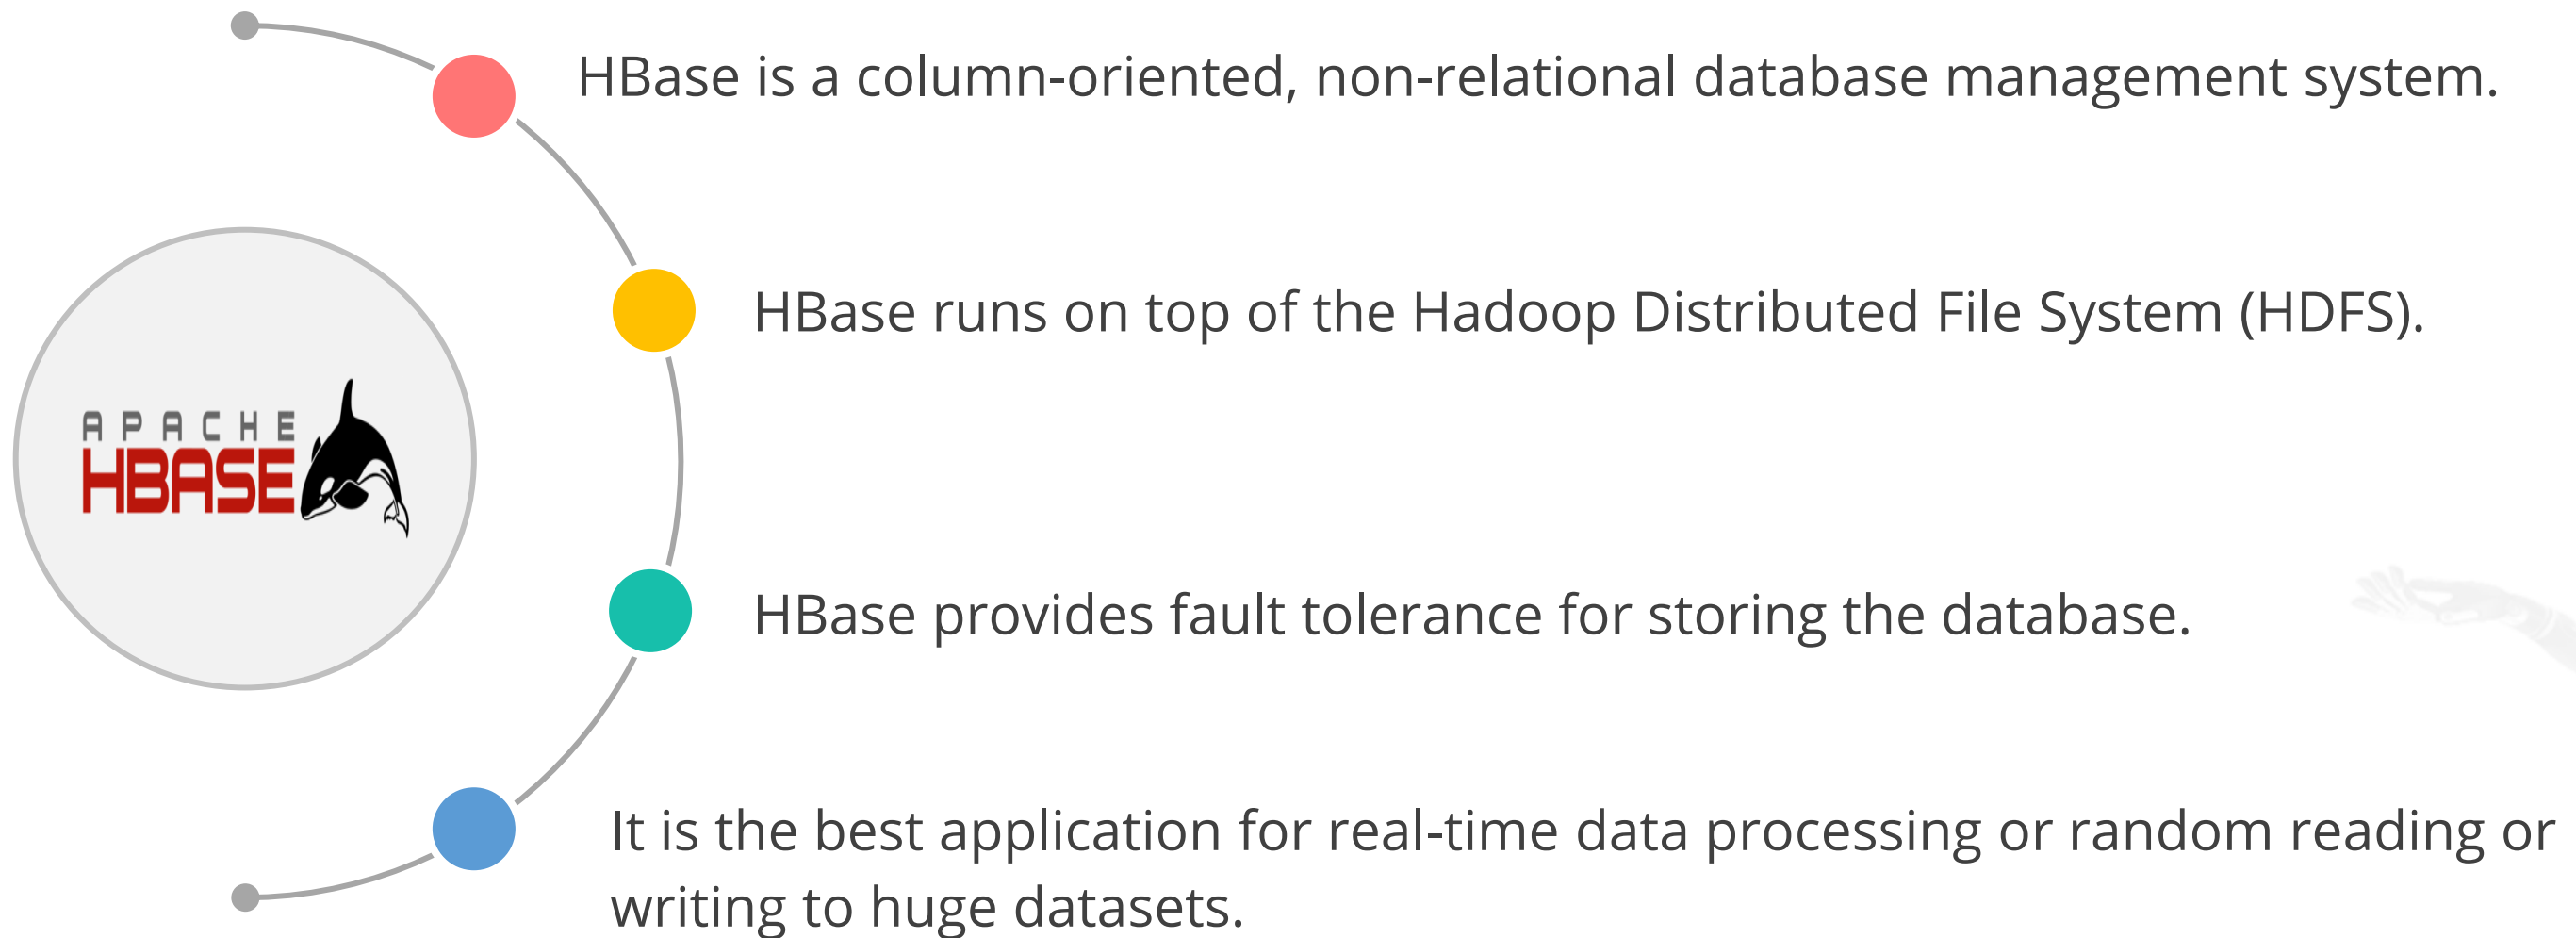 HBase is a column-oriented, non-relational database management system.
HBase runs on top of the Hadoop Distributed File System (HDFS).
APACHE
HBASE
HBase provides fault tolerance for storing the database.
It is the best application for real-time data processing or random reading or
writing to huge datasets.